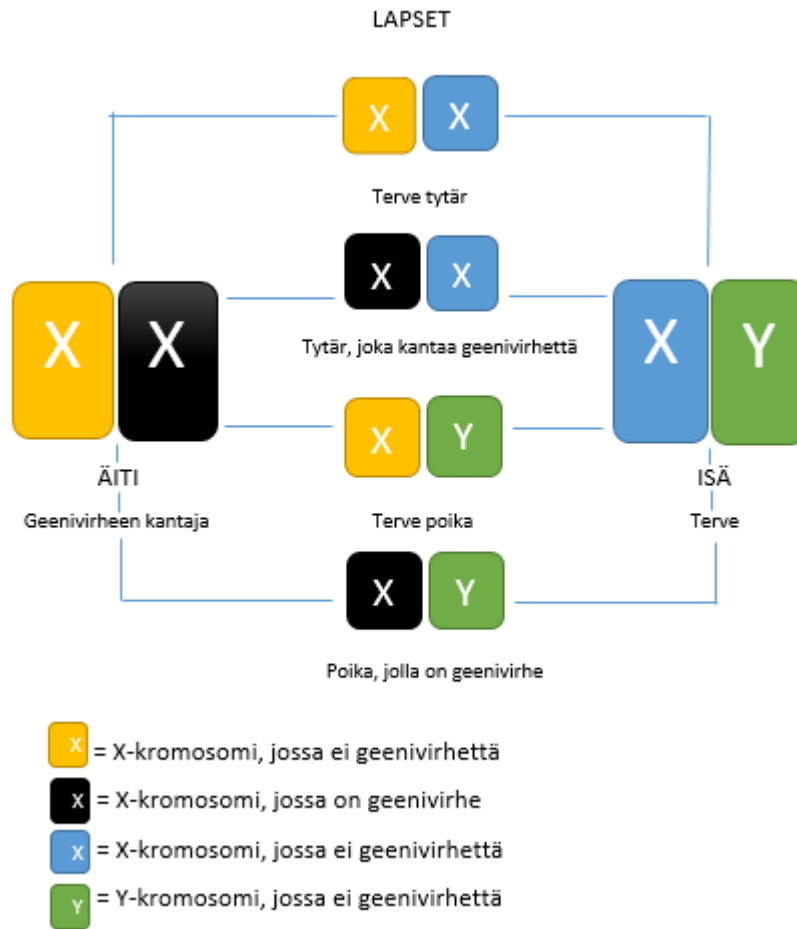 LAPSET
X X
Terve tytär
X X
Tytär, joka kantaa geenivirhettä
X X
X Y
X Y
ÄITI
ISÄ
Geenivirheen kantaja
Terve poika
Terve
X Y
Poika, jolla on geenivirhe
X = X-kromosomi, jossa ei geenivirhettä
X = X-kromosomi, jossa on geenivirhe
X = X-kromosomi, jossa ei geenivirhettä
Y = Y-kromosomi, jossa ei geenivirhettä